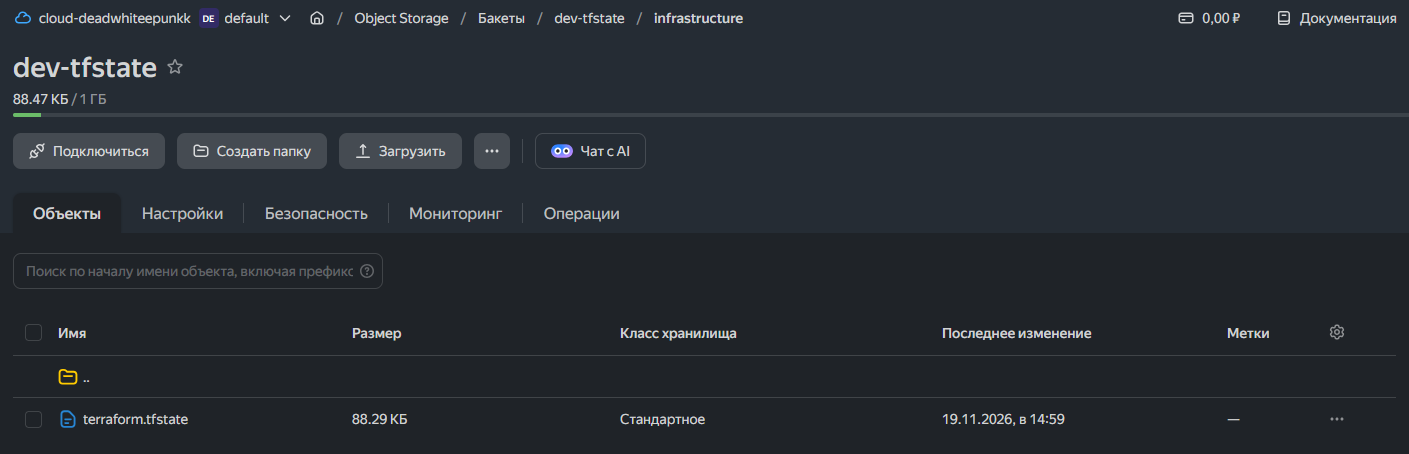 cloud-deadwhiteepunkk DE default / Object Storage / Бакеты / dev-tfstate / infrastructure 0,00 ₽ Документация
dev-tfstate
88.47 КБ / 1 ГБ
Подключиться Создать папку Загрузить ... Чат с AI
Объекты Настройки Безопасность Мониторинг Операции
Поиск по началу имени объекта, включая префикс
Имя Размер Класс хранилища Последнее изменение Метки
..
terraform.tfstate 88.29 КБ Стандартное 19.11.2026, в 14:59 — ...